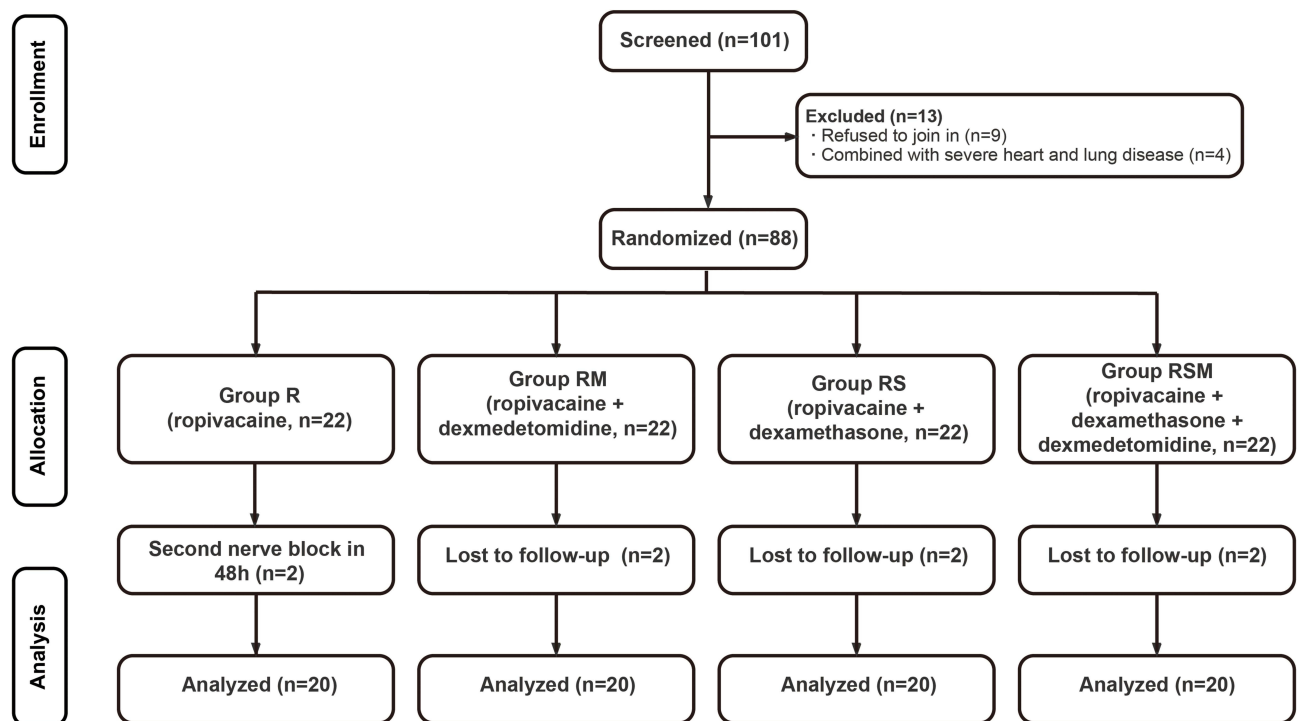 Enrollment
Screened (n=101)
Excluded (n=13)
· Refused to join in (n=9)
· Combined with severe heart and lung disease (n=4)
Randomized (n=88)
Allocation
Group R
(ropivacaine, n=22)
Group RM
(ropivacaine +
dexmedetomidine, n=22)
Group RS
(ropivacaine +
dexamethasone, n=22)
Group RSM
(ropivacaine +
dexamethasone +
dexmedetomidine, n=22)
Analysis
Second nerve block in
48h (n=2)
Lost to follow-up (n=2)
Lost to follow-up (n=2)
Lost to follow-up (n=2)
Analyzed (n=20)
Analyzed (n=20)
Analyzed (n=20)
Analyzed (n=20)